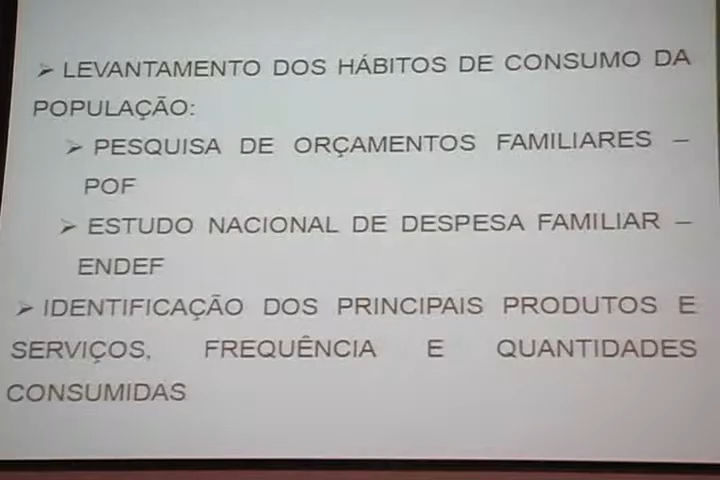 ➢ LEVANTAMENTO DOS HÁBITOS DE CONSUMO DA
POPULAÇÃO:
➢ PESQUISA DE ORÇAMENTOS FAMILIARES –
POF
➢ ESTUDO NACIONAL DE DESPESA FAMILIAR –
ENDEF
➢ IDENTIFICAÇÃO DOS PRINCIPAIS PRODUTOS E
SERVIÇOS, FREQUÊNCIA E QUANTIDADES
CONSUMIDAS